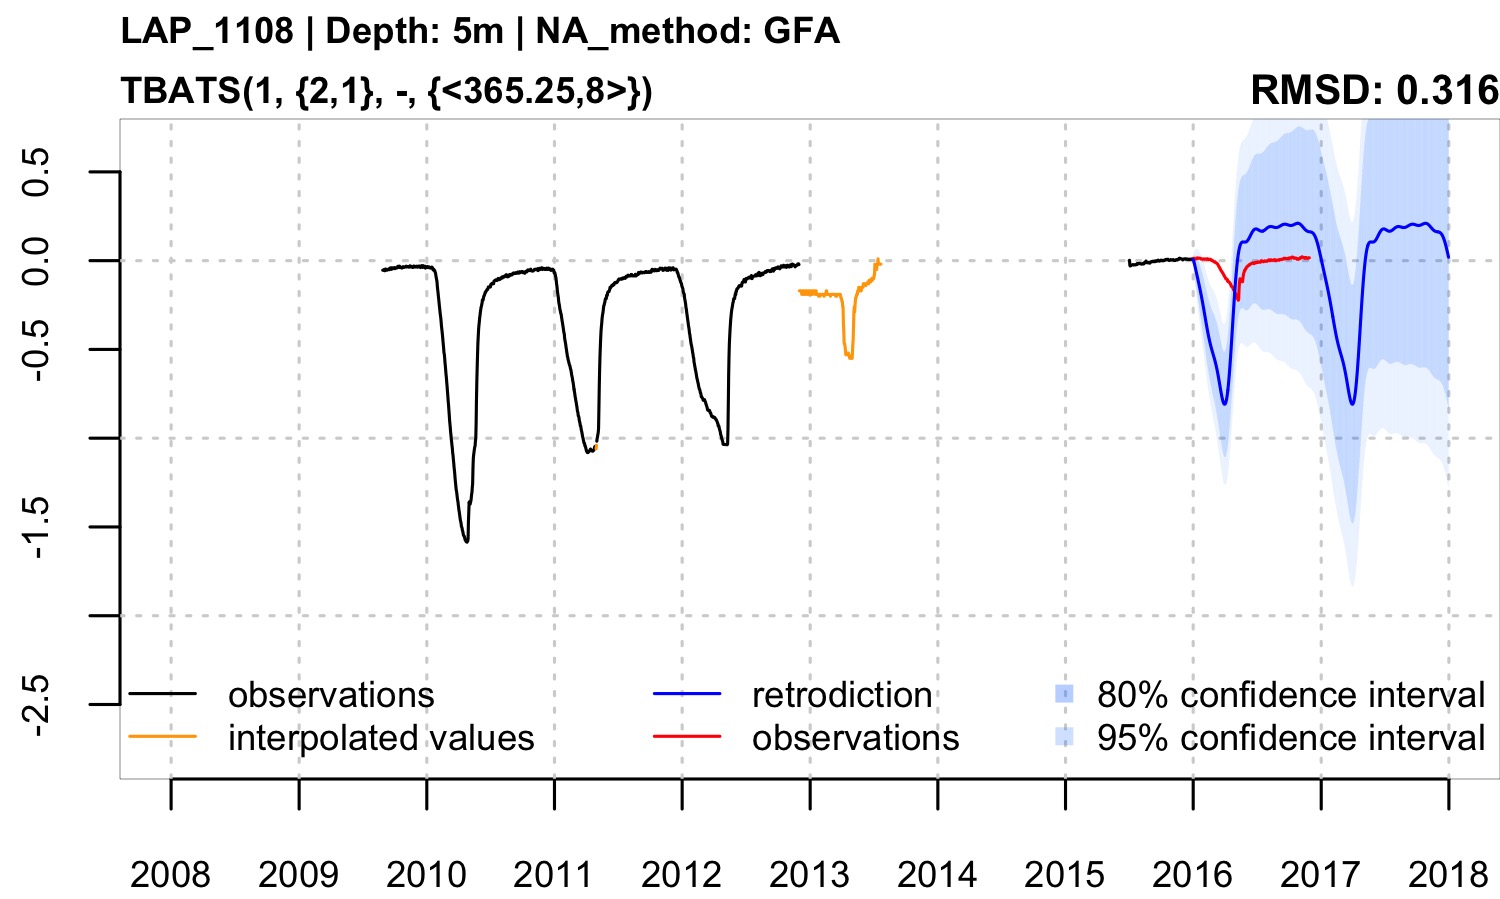 LAP_1108 | Depth: 5m | NA_method: GFA
TBATS(1, {2,1}, -, {<365.25,8>})
RMSD: 0.316
0.5
0.0
-0.5
-1.5
-2.5
observations
interpolated values
retrodiction
observations
80% confidence interval
95% confidence interval
2008 2009 2010 2011 2012 2013 2014 2015 2016 2017 2018